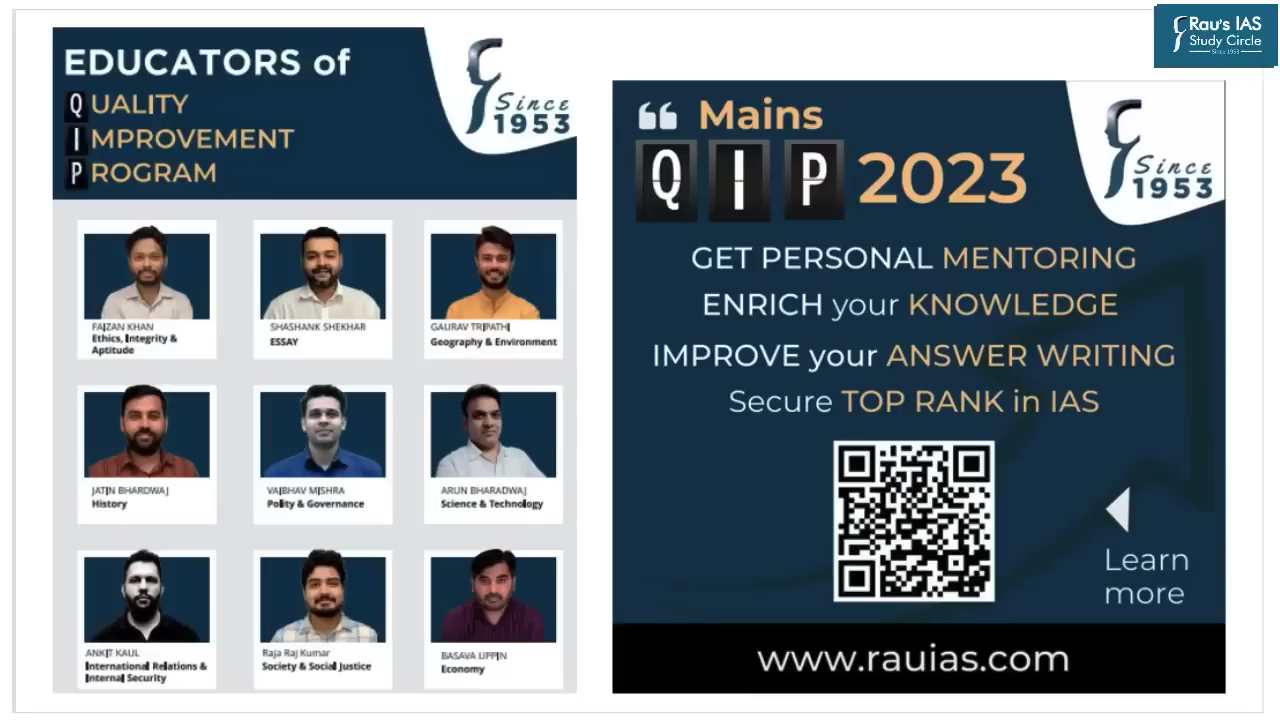 Rau's IAS
Study Circle
Since 1953
EDUCATORS of
QUALITY
IMPROVEMENT
PROGRAM
Since
1953
FAIZAN KHAN
Ethics, Integrity &
Aptitude
SHASHANK SHEKHAR
ESSAY
GAURAV TRIPATHI
Geography & Environment
JATIN BHARDWAJ
History
VAIBHAV MISHRA
Polity & Governance
ARUN BHARADWAJ
Science & Technology
ANKIT KAUL
International Relations &
Internal Security
Raja Raj Kumar
Society & Social Justice
BASAVA UPPIN
Economy
“ Mains
QIP 2023
Since
1953
GET PERSONAL MENTORING
ENRICH your KNOWLEDGE
IMPROVE your ANSWER WRITING
Secure TOP RANK in IAS
Learn
more
www.rauias.com